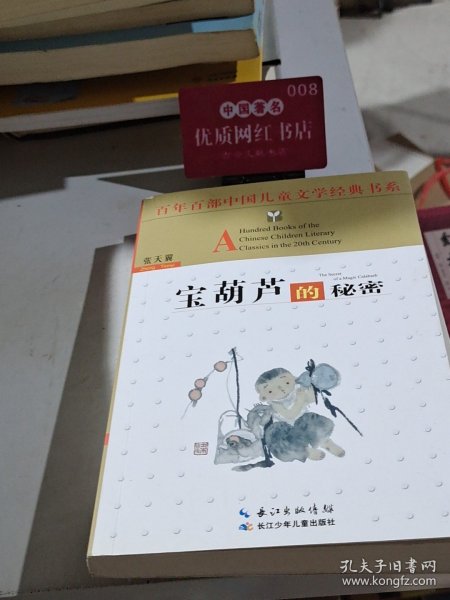 008
中国著名
优质网红书店
百年百部中国儿童文学经典书系
A Hundred Books of the
Chinese Children Literary
Classics in the 20th Century
张天翼
The Secret
of a Magic Calabash
宝葫芦的秘密
长江出版传媒
长江少年儿童出版社
孔夫子旧书网
www.kongfz.com